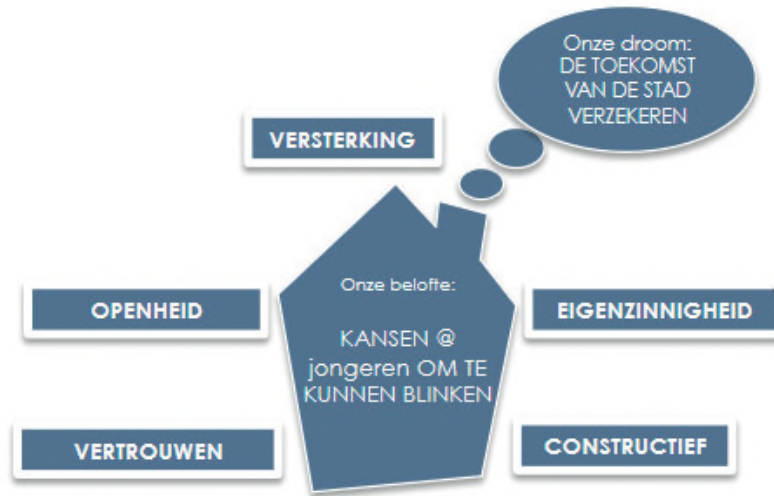 Onze droom:
DE TOEKOMST
VAN DE STAD
VERZEKEREN
VERSTERKING
OPENHEID
Onze belofte:
KANSEN @
jongeren OM TE
KUNNEN BLINKEN
EIGENZINNIGHEID
VERTROUWEN
CONSTRUCTIEF